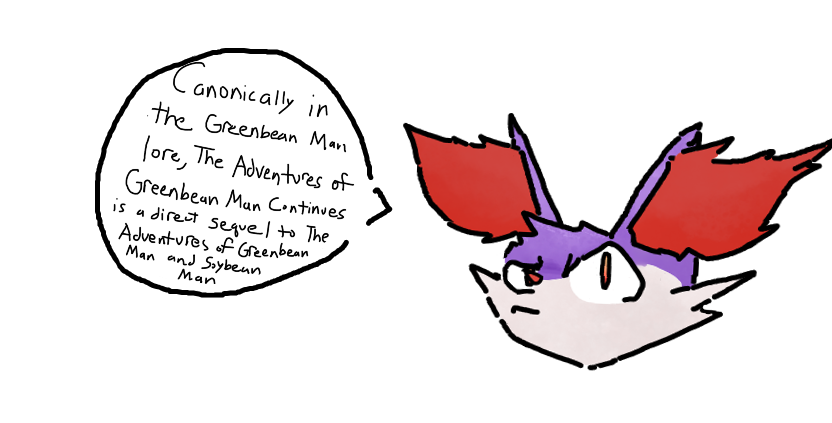 Canonically in
the Greenbean Man
lore, The Adventures of
Greenbean Man Continues
is a direct sequel to The
Adventures of Greenbean
Man and Soybean
Man